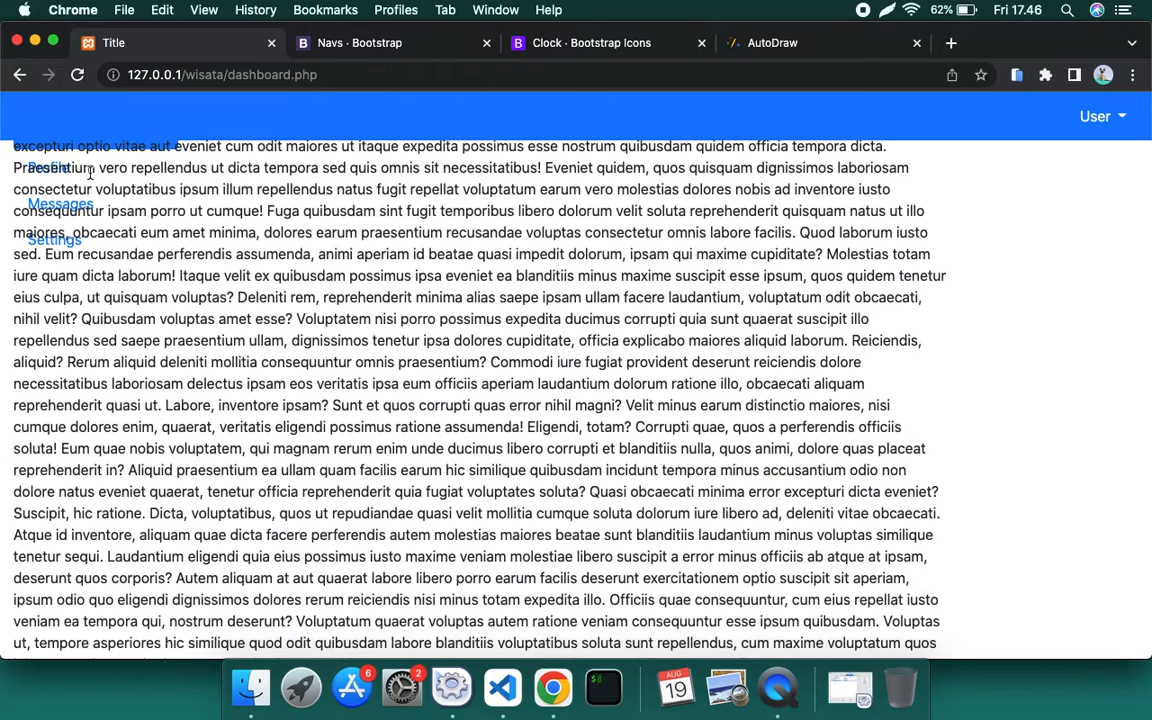 Chrome File Edit View History Bookmarks Profiles Tab Window Help 62% Fri 17.46
Title Navs · Bootstrap Clock · Bootstrap Icons AutoDraw
127.0.0.1/wisata/dashboard.php
User
excepturi optio vitae aut eveniet cum odit maiores ut itaque expedita possimus esse nostrum quibusdam quidem officia tempora dicta.
Praesentium vero repellendus ut dicta tempora sed quis omnis sit necessitatibus! Eveniet quidem, quos quisquam dignissimos laboriosam
Profile
consectetur voluptatibus ipsum illum repellendus natus fugit repellat voluptatum earum vero molestias dolores nobis ad inventore iusto
Messages
consequuntur ipsam porro ut cumque! Fuga quibusdam sint fugit temporibus libero dolorum velit soluta reprehenderit quisquam natus ut illo
maiores, obcaecati eum amet minima, dolores earum praesentium recusandae voluptas consectetur omnis labore facilis. Quod laborum iusto
Settings
sed. Eum recusandae perferendis assumenda, animi aperiam id beatae quasi impedit dolorum, ipsam qui maxime cupiditate? Molestias totam
iure quam dicta laborum! Itaque velit ex quibusdam possimus ipsa eveniet ea blanditiis minus maxime suscipit esse ipsum, quos quidem tenetur
eius culpa, ut quisquam voluptas? Deleniti rem, reprehenderit minima alias saepe ipsam ullam facere laudantium, voluptatum odit obcaecati,
nihil velit? Quibusdam voluptas amet esse? Voluptatem nisi porro possimus expedita ducimus corrupti quia sunt quaerat suscipit illo
repellendus sed saepe praesentium ullam, dignissimos tenetur ipsa dolores cupiditate, officia explicabo maiores aliquid laborum. Reiciendis,
aliquid? Rerum aliquid deleniti mollitia consequuntur omnis praesentium? Commodi iure fugiat provident deserunt reiciendis dolore
necessitatibus laboriosam delectus ipsam eos veritatis ipsa eum officiis aperiam laudantium dolorum ratione illo, obcaecati aliquam
reprehenderit quasi ut. Labore, inventore ipsam? Sunt et quos corrupti quas error nihil magni? Velit minus earum distinctio maiores, nisi
cumque dolores enim, quaerat, veritatis eligendi possimus ratione assumenda! Eligendi, totam? Corrupti quae, quos a perferendis officiis
soluta! Eum quae nobis voluptatem, qui magnam rerum enim unde ducimus libero corrupti et blanditiis nulla, quos animi, dolore quas placeat
reprehenderit in? Aliquid praesentium ea ullam quam facilis earum hic similique quibusdam incidunt tempora minus accusantium odio non
dolore natus eveniet quaerat, tenetur officia reprehenderit quia fugiat voluptates soluta? Quasi obcaecati minima error excepturi dicta eveniet?
Suscipit, hic ratione. Dicta, voluptatibus, quos ut repudiandae quasi velit mollitia cumque soluta dolorum iure libero ad, deleniti vitae obcaecati.
Atque id inventore, aliquam quae dicta facere perferendis autem molestias maiores beatae sunt blanditiis laudantium minus voluptas similique
tenetur sequi. Laudantium eligendi quia eius possimus iusto maxime veniam molestiae libero suscipit a error minus officiis ab atque at ipsam,
deserunt quos corporis? Autem aliquam at aut quaerat labore libero porro earum facilis deserunt exercitationem optio suscipit sit aperiam,
ipsum odio quo eligendi dignissimos dolores rerum reiciendis nisi minus totam expedita illo. Officiis quae consequuntur, cum eius repellat iusto
veniam ea tempora qui, nostrum deserunt? Voluptatum quaerat voluptas autem ratione veniam consequuntur esse ipsum quibusdam. Voluptas
ut, tempore asperiores hic similique quod odit quibusdam labore blanditiis voluptatibus soluta sunt repellendus, cum maxime voluptatum quos
6 2 AUG 19